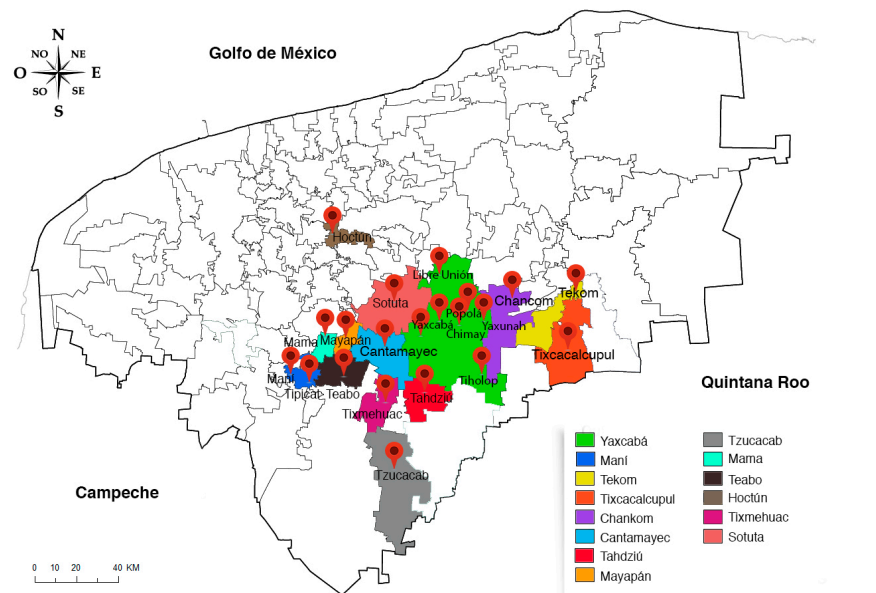 Golfo de México
N
NO NE
O E
SO SE
S
Hoctún
Libre Unión
Tekom
Sotuta
Chancom
Popolá
Yaxcabá
Yaxunah
Chimay
Mama
Mayapán
Cantamayec
Tixcacalcupul
Maní
Tipical
Teabo
Tiholop
Tahdziú
Tixmehuac
Quintana Roo
Tzucacab
Campeche
0 10 20 40 KM
Yaxcabá
Maní
Tekom
Tixcacalcupul
Chankom
Cantamayec
Tahdziú
Mayapán
Tzucacab
Mama
Teabo
Hoctún
Tixmehuac
Sotuta